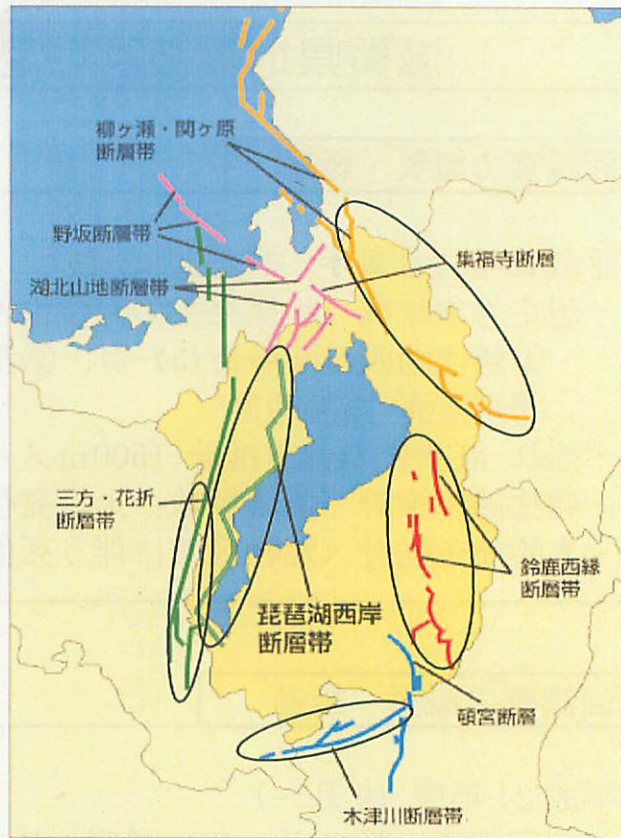 柳ヶ瀬・関ヶ原
断層帯
野坂断層帯
集福寺断層
湖北山地断層帯
三方・花折
断層帯
鈴鹿西縁
断層帯
琵琶湖西岸
断層帯
頓宮断層
木津川断層帯